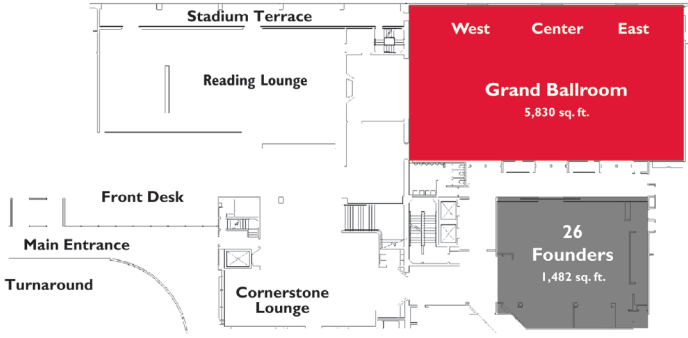 Stadium Terrace
West Center East
Reading Lounge
Grand Ballroom
5,830 sq. ft.
Front Desk
26
Founders
1,482 sq. ft.
Main Entrance
Turnaround
Cornerstone
Lounge